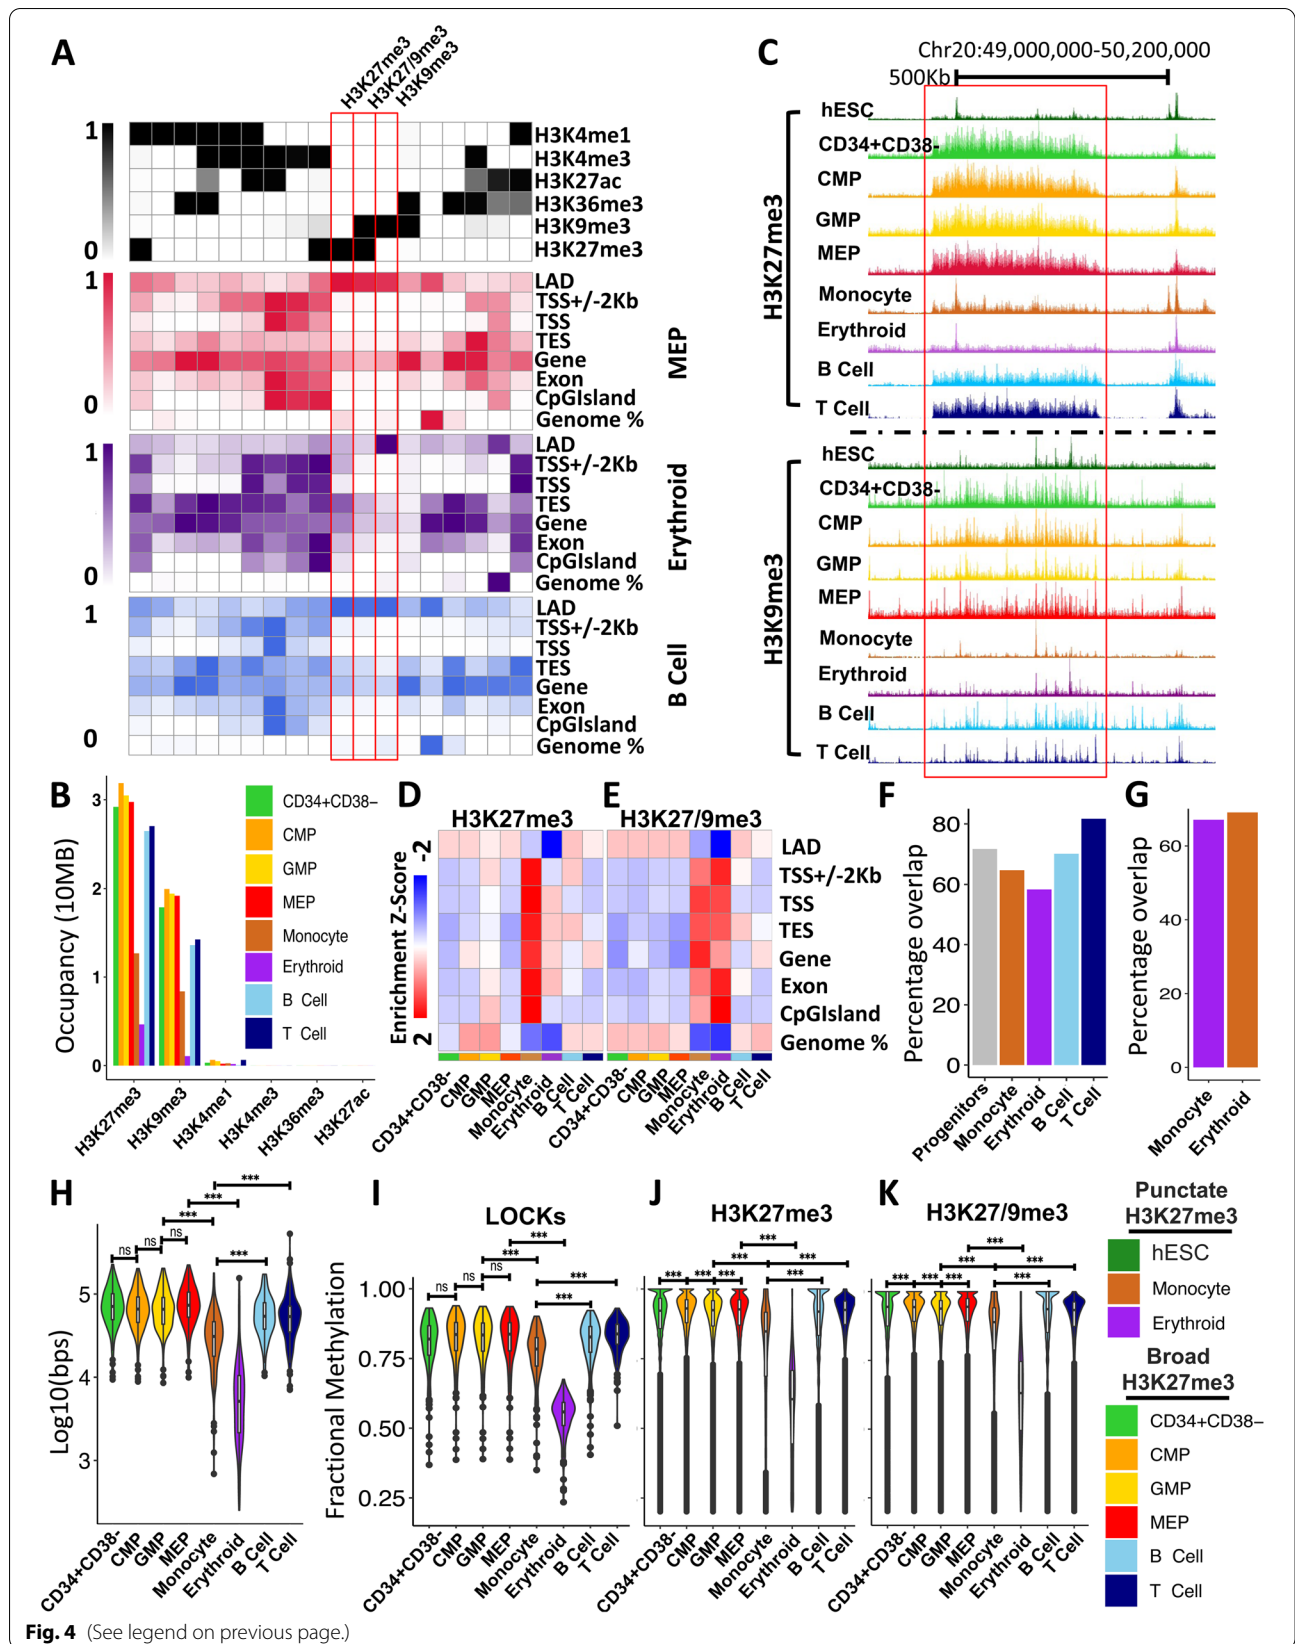 A
H3K27me3
H3K27/9me3
H3K9me3
1
0
H3K4me1
H3K4me3
H3K27ac
H3K36me3
H3K9me3
H3K27me3
1
0
LAD
TSS+/-2Kb
TSS
TES
Gene
Exon
CpGIsland
Genome %
MEP
1
0
LAD
TSS+/-2Kb
TSS
TES
Gene
Exon
CpGIsland
Genome %
Erythroid
1
0
LAD
TSS+/-2Kb
TSS
TES
Gene
Exon
CpGIsland
Genome %
B Cell
C
Chr20:49,000,000-50,200,000
500Kb
H3K27me3
hESC
CD34+CD38-
CMP
GMP
MEP
Monocyte
Erythroid
B Cell
T Cell
H3K9me3
hESC
CD34+CD38-
CMP
GMP
MEP
Monocyte
Erythroid
B Cell
T Cell
B
Occupancy (10MB)
3
2
1
0
H3K27me3
H3K9me3
H3K4me1
H3K4me3
H3K36me3
H3K27ac
CD34+CD38−
CMP
GMP
MEP
Monocyte
Erythroid
B Cell
T Cell
D
H3K27me3
Enrichment Z-Score
-2
2
CD34+CD38-
CMP
GMP
MEP
Monocyte
Erythroid
B Cell
T Cell
E
H3K27/9me3
LAD
TSS+/-2Kb
TSS
TES
Gene
Exon
CpGIsland
Genome %
CD34+CD38-
CMP
GMP
MEP
Monocyte
Erythroid
B Cell
T Cell
F
Percentage overlap
80
60
40
20
0
Progenitors
Monocyte
Erythroid
B Cell
T Cell
G
Percentage overlap
60
40
20
0
Monocyte
Erythroid
H
Log10(bps)
5
4
3
ns
ns
ns
***
***
***
***
CD34+CD38-
CMP
GMP
MEP
Monocyte
Erythroid
B Cell
T Cell
I
LOCKs
Fractional Methylation
1.00
0.75
0.50
0.25
ns
ns
ns
***
***
***
***
CD34+CD38-
CMP
GMP
MEP
Monocyte
Erythroid
B Cell
T Cell
J
H3K27me3
***
***
***
***
***
***
***
CD34+CD38-
CMP
GMP
MEP
Monocyte
Erythroid
B Cell
T Cell
K
H3K27/9me3
***
***
***
***
***
***
***
CD34+CD38-
CMP
GMP
MEP
Monocyte
Erythroid
B Cell
T Cell
Punctate
H3K27me3
hESC
Monocyte
Erythroid
Broad
H3K27me3
CD34+CD38−
CMP
GMP
MEP
B Cell
T Cell
Fig. 4 (See legend on previous page.)